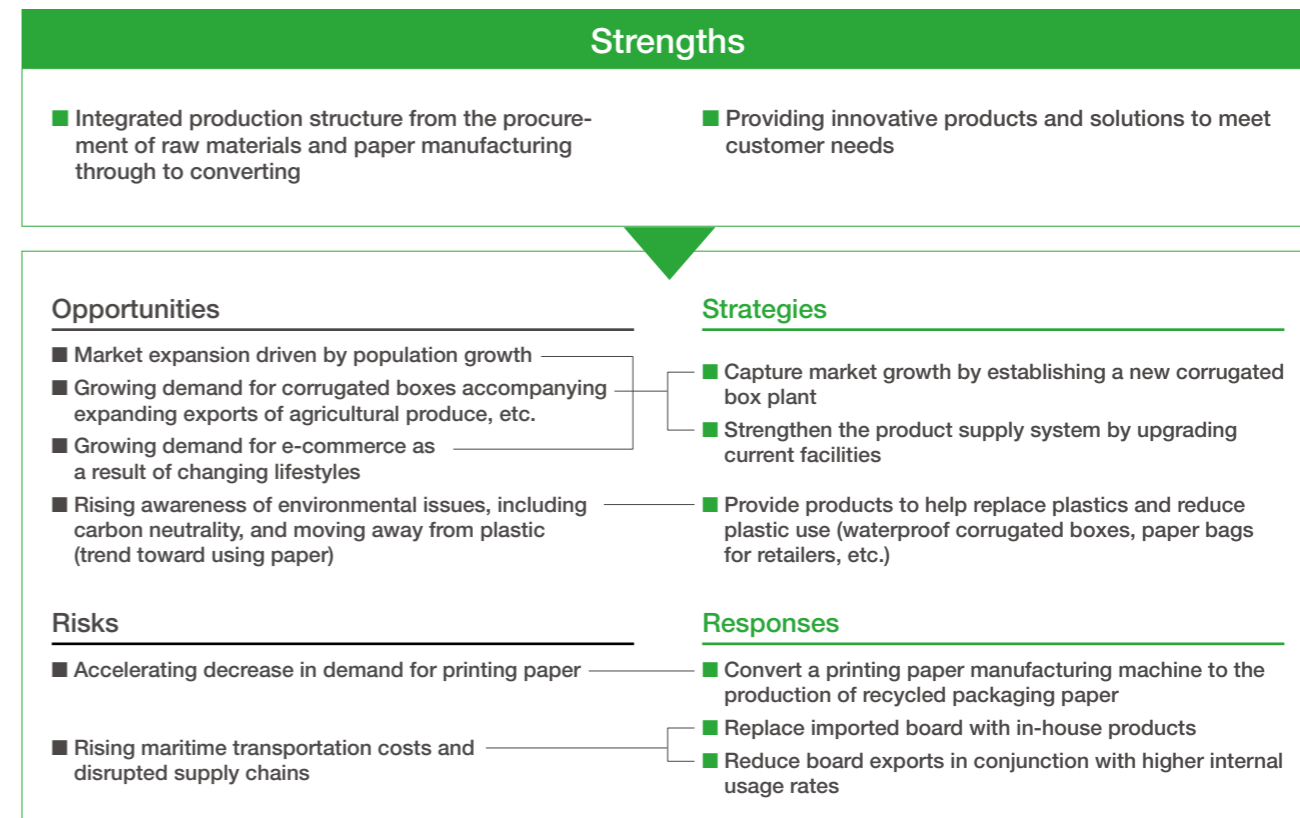 Strengths
■ Integrated production structure from the procure-
ment of raw materials and paper manufacturing
through to converting
■ Providing innovative products and solutions to meet
customer needs
Opportunities
■ Market expansion driven by population growth
■ Growing demand for corrugated boxes accompanying
expanding exports of agricultural produce, etc.
■ Growing demand for e-commerce as
a result of changing lifestyles
■ Rising awareness of environmental issues, including
carbon neutrality, and moving away from plastic
(trend toward using paper)
Strategies
■ Capture market growth by establishing a new corrugated
box plant
■ Strengthen the product supply system by upgrading
current facilities
■ Provide products to help replace plastics and reduce
plastic use (waterproof corrugated boxes, paper bags
for retailers, etc.)
Risks
■ Accelerating decrease in demand for printing paper
■ Rising maritime transportation costs and
disrupted supply chains
Responses
■ Convert a printing paper manufacturing machine to the
production of recycled packaging paper
■ Replace imported board with in-house products
■ Reduce board exports in conjunction with higher internal
usage rates